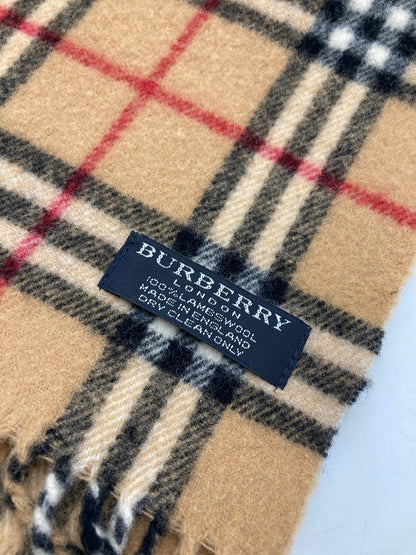 BURBERRY
LONDON
100% LAMBSWOOL
MADE IN ENGLAND
DRY CLEAN ONLY